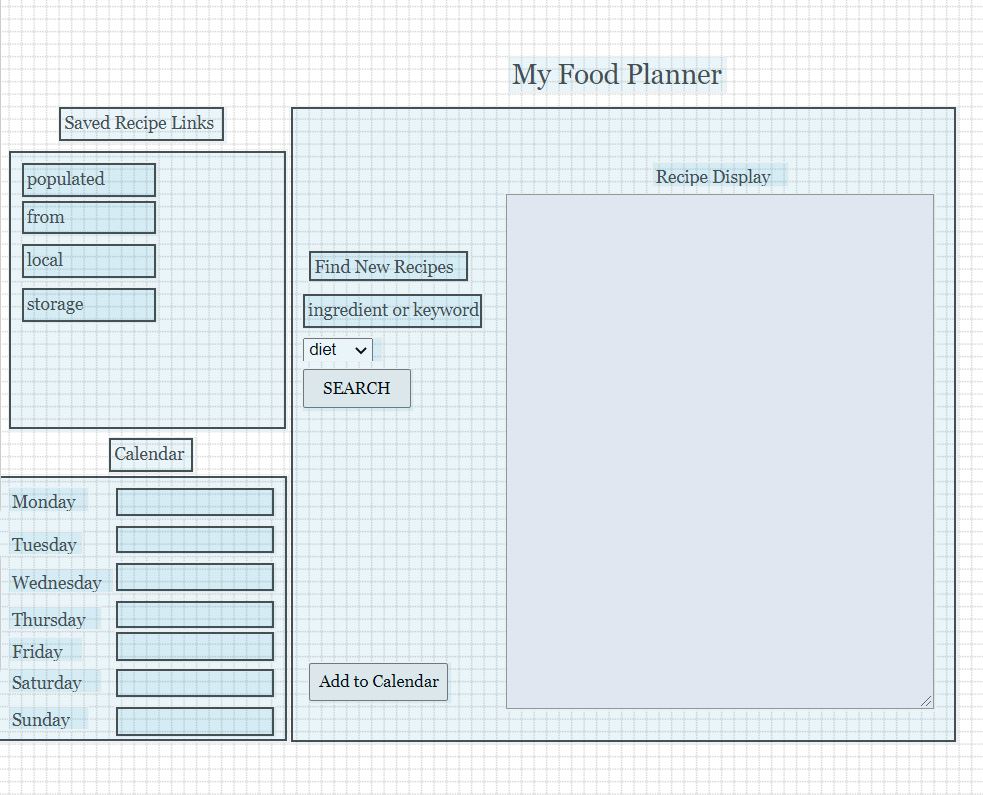 My Food Planner
Saved Recipe Links
populated
from
local
storage
Calendar
Monday
Tuesday
Wednesday
Thursday
Friday
Saturday
Sunday
Recipe Display
Find New Recipes
ingredient or keyword
diet
SEARCH
Add to Calendar